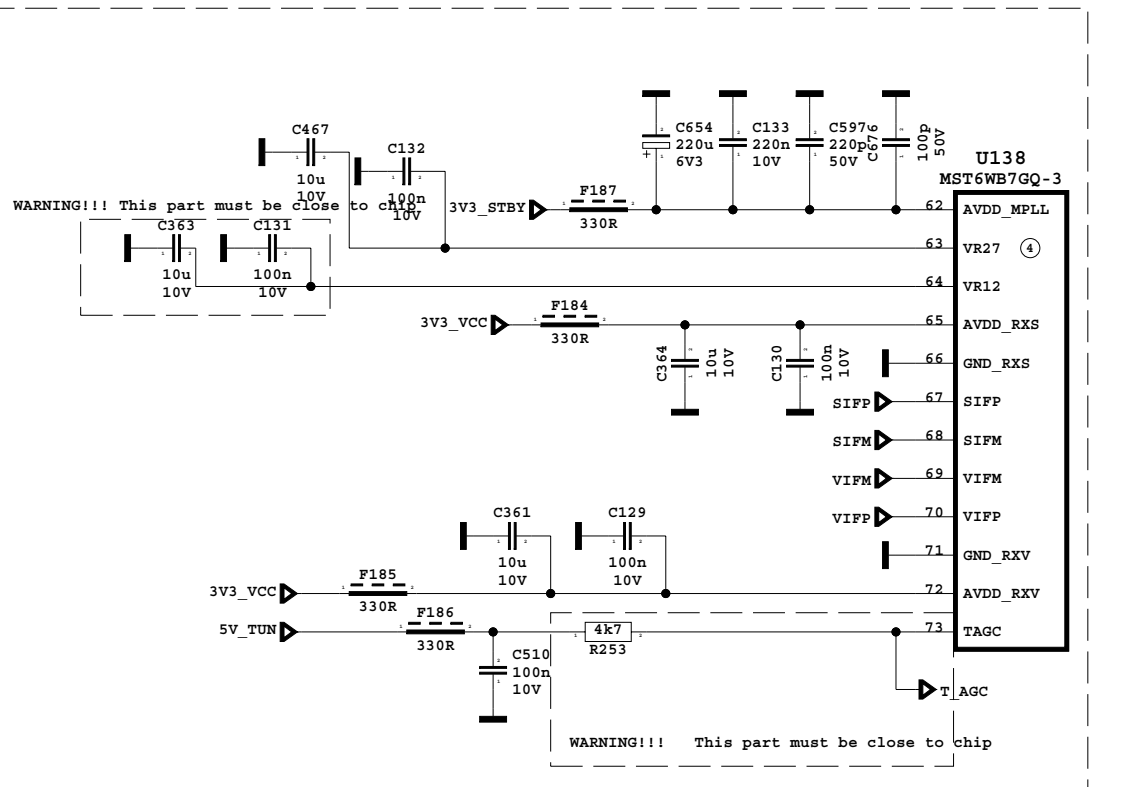 C467
10u
10V
C132
100n
10V
C654
220u
6V3
C133
220n
10V
C597
220p
50V
C676
100p
50V
U138
MST6WB7GQ-3
WARNING!!! This part must be close to chip
C363
10u
10V
C131
100n
10V
3V3_STBY
F187
330R
62 AVDD_MPLL
63 VR27 4
64 VR12
3V3_VCC
F184
330R
65 AVDD_RXS
C364
10u
10V
C130
100n
10V
66 GND_RXS
SIFP 67 SIFP
SIFM 68 SIFM
VIFM 69 VIFM
VIFP 70 VIFP
71 GND_RXV
C361
10u
10V
C129
100n
10V
3V3_VCC
F185
330R
72 AVDD_RXV
5V_TUN
F186
330R
4k7
R253
73 TAGC
C510
100n
10V
T_AGC
WARNING!!! This part must be close to chip